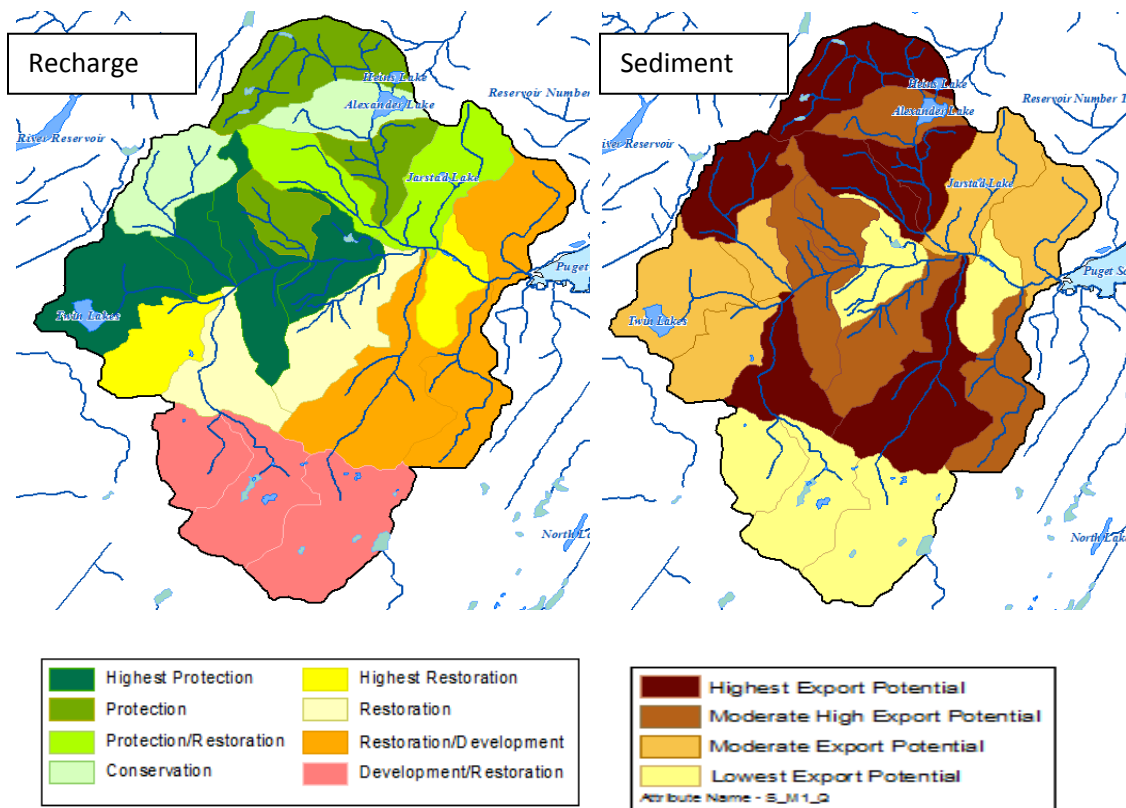 Recharge
Heins Lake
Alexander Lake
Reservoir Number
River Reservoir
Jarstad Lake
Puget
Twin Lakes
North La
Sediment
Heins Lake
Alexander Lake
Reservoir Number T
iver Reservoir
Jarstad Lake
Puget So
Twin Lakes
North Lake
Highest Protection
Protection
Protection/Restoration
Conservation
Highest Restoration
Restoration
Restoration/Development
Development/Restoration
Highest Export Potential
Moderate High Export Potential
Moderate Export Potential
Lowest Export Potential
Attribute Name - S_M1_Q